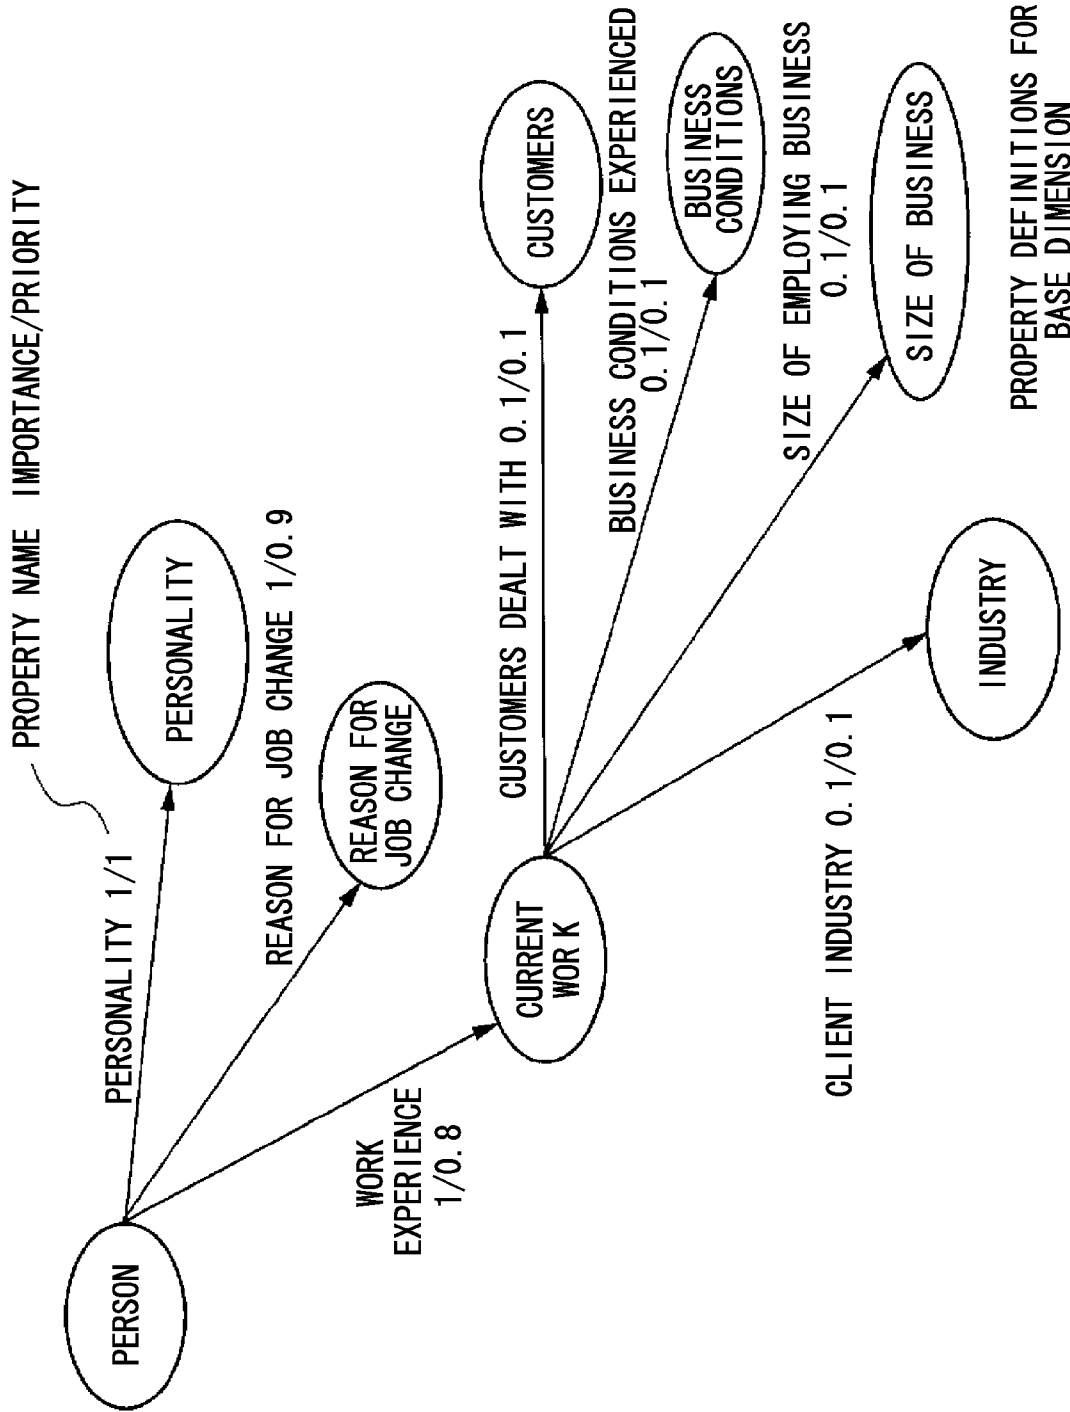 PROPERTY NAME IMPORTANCE/PRIORITY
PERSONALITY 1/1
PERSON
PERSONALITY
REASON FOR JOB CHANGE 1/0.9
REASON FOR
JOB CHANGE
WORK
EXPERIENCE
1/0.8
CURRENT
WORK
CUSTOMERS DEALT WITH 0.1/0.1
CUSTOMERS
BUSINESS CONDITIONS EXPERIENCED
0.1/0.1
BUSINESS
CONDITIONS
SIZE OF EMPLOYING BUSINESS
0.1/0.1
SIZE OF BUSINESS
CLIENT INDUSTRY 0.1/0.1
INDUSTRY
PROPERTY DEFINITIONS FOR
BASE DIMENSION